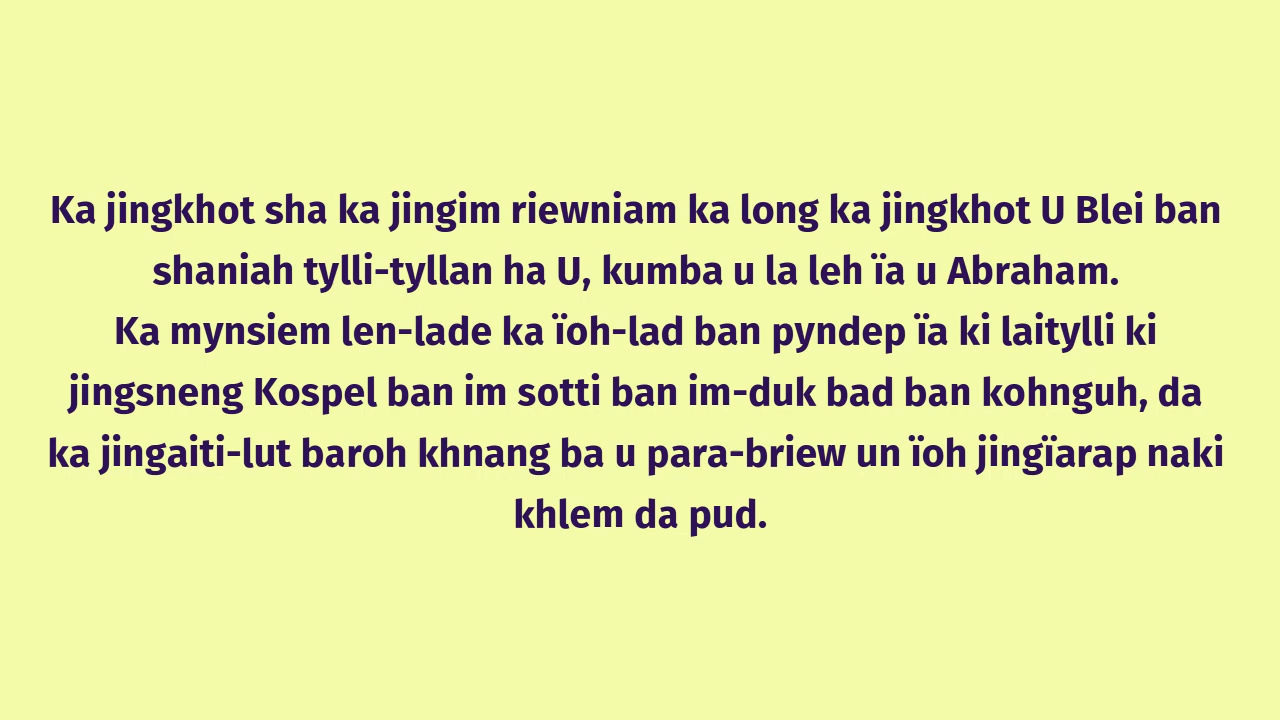 Ka jingkhot sha ka jingim riewniam ka long ka jingkhot U Blei ban
shaniah tylli-tyllan ha U, kumba u la leh ïa u Abraham.
Ka mynsiem len-lade ka ïoh-lad ban pyndep ïa ki laitylli ki
jingsneng Kospel ban im sotti ban im-duk bad ban kohnguh, da
ka jingaiti-lut baroh khnang ba u para-briew un ïoh jingïarap naki
khlem da pud.